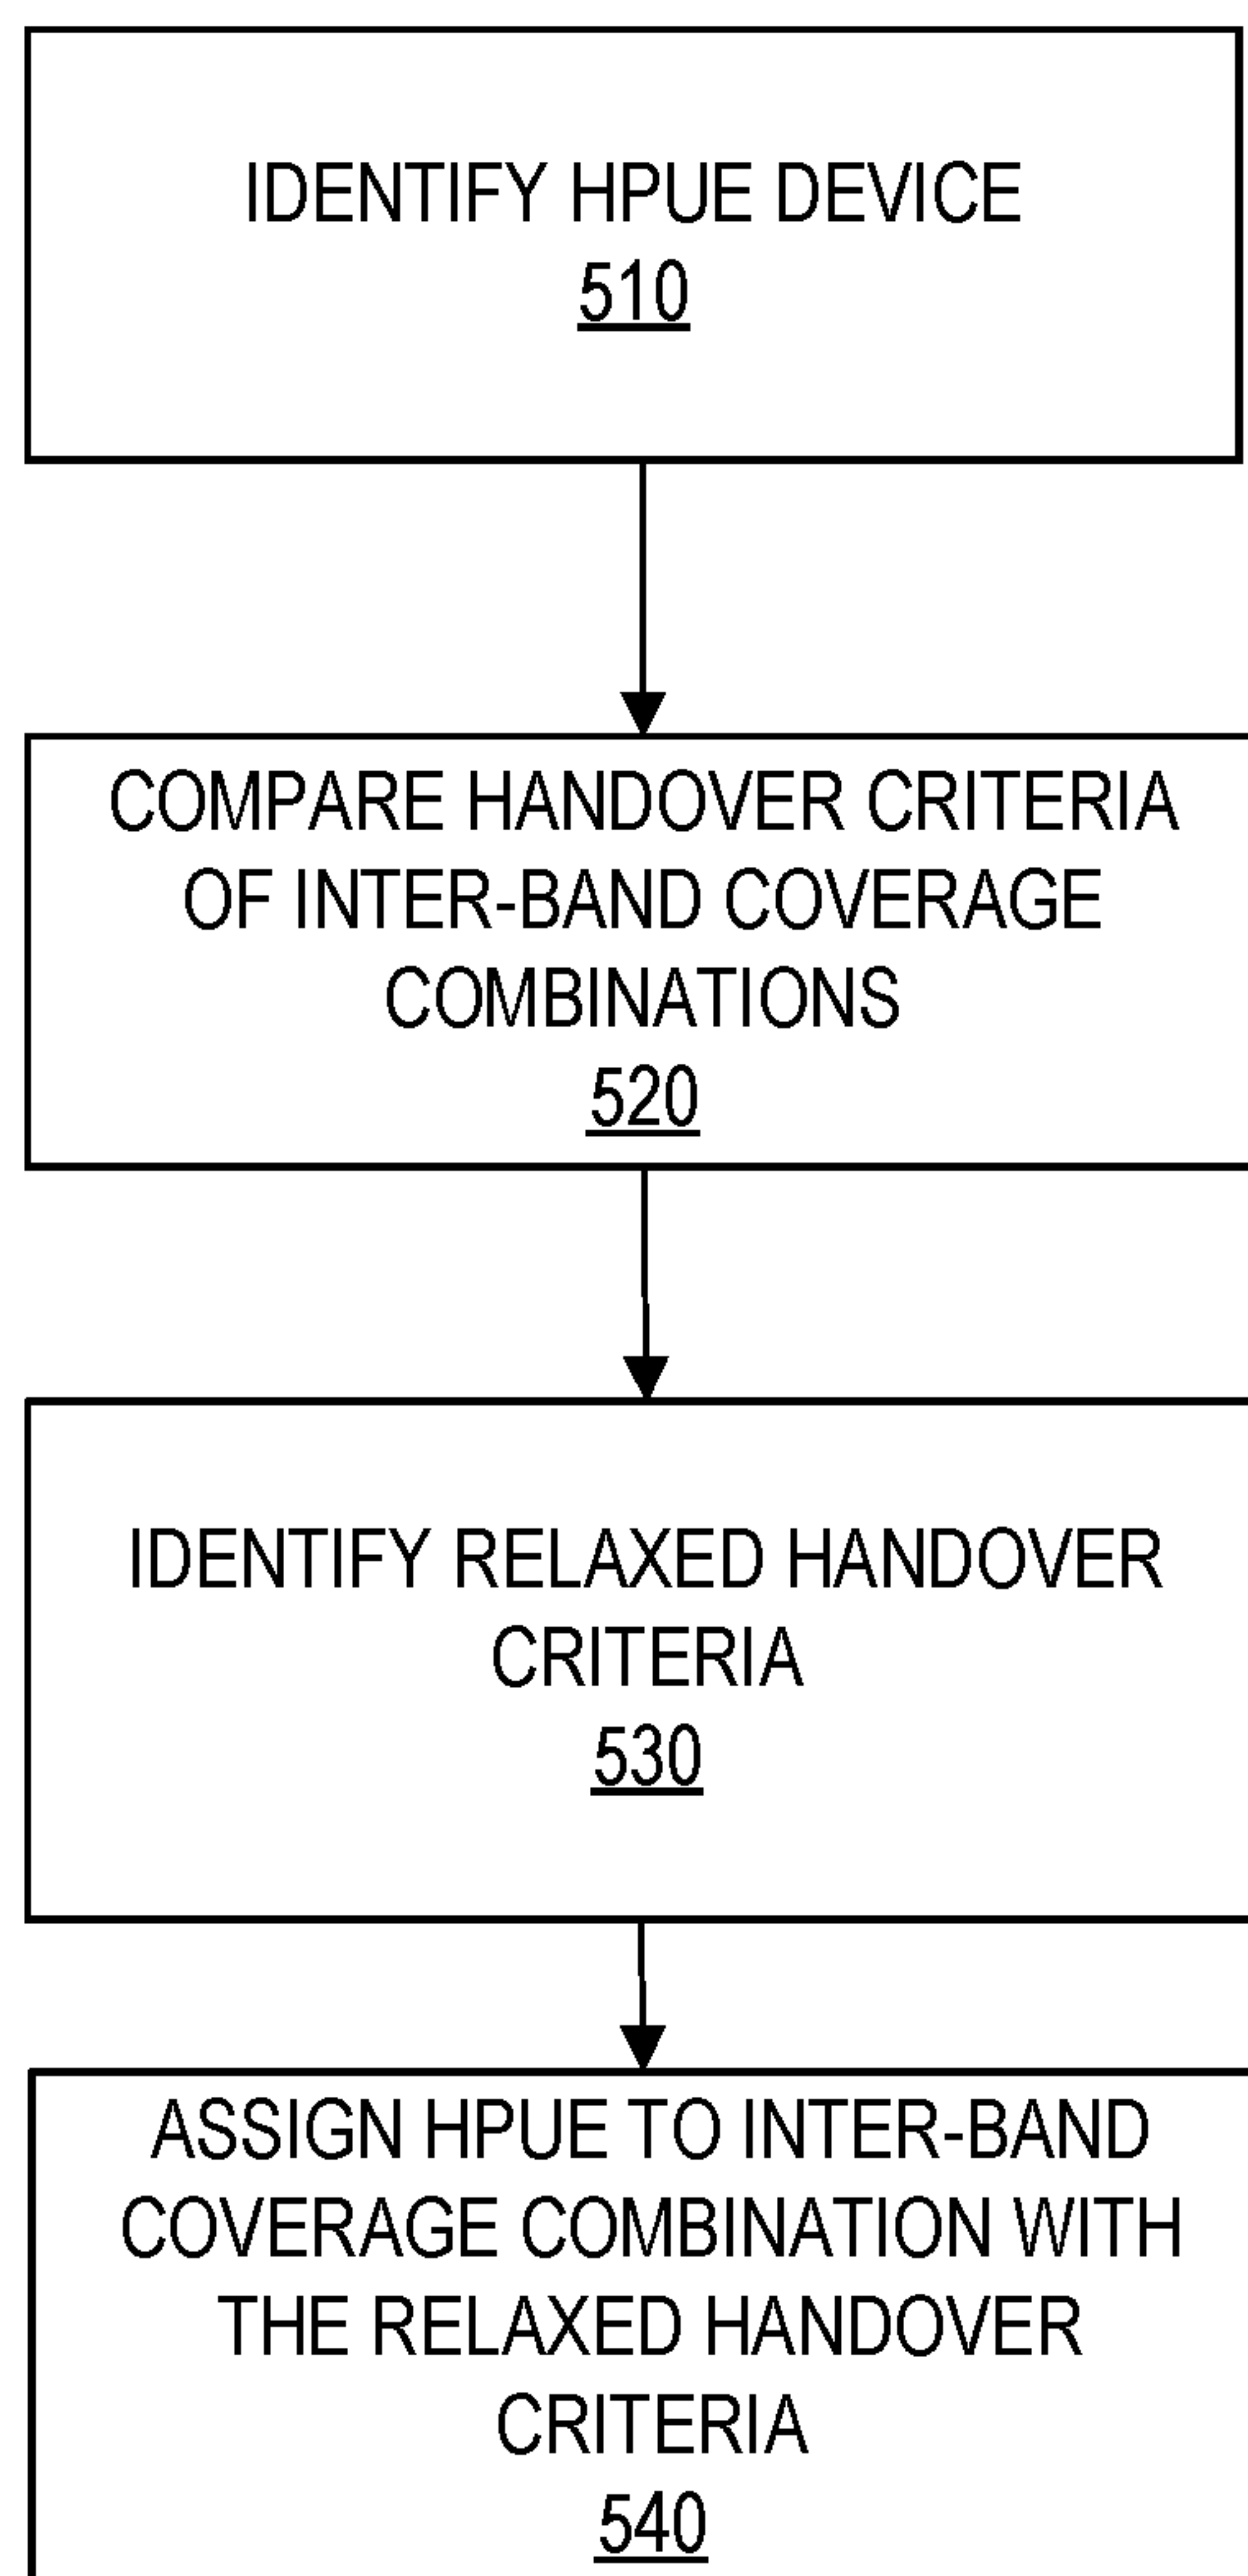 IDENTIFY HPUE DEVICE
510
COMPARE HANDOVER CRITERIA
OF INTER-BAND COVERAGE
COMBINATIONS
520
IDENTIFY RELAXED HANDOVER
CRITERIA
530
ASSIGN HPUE TO INTER-BAND
COVERAGE COMBINATION WITH
THE RELAXED HANDOVER
CRITERIA
540